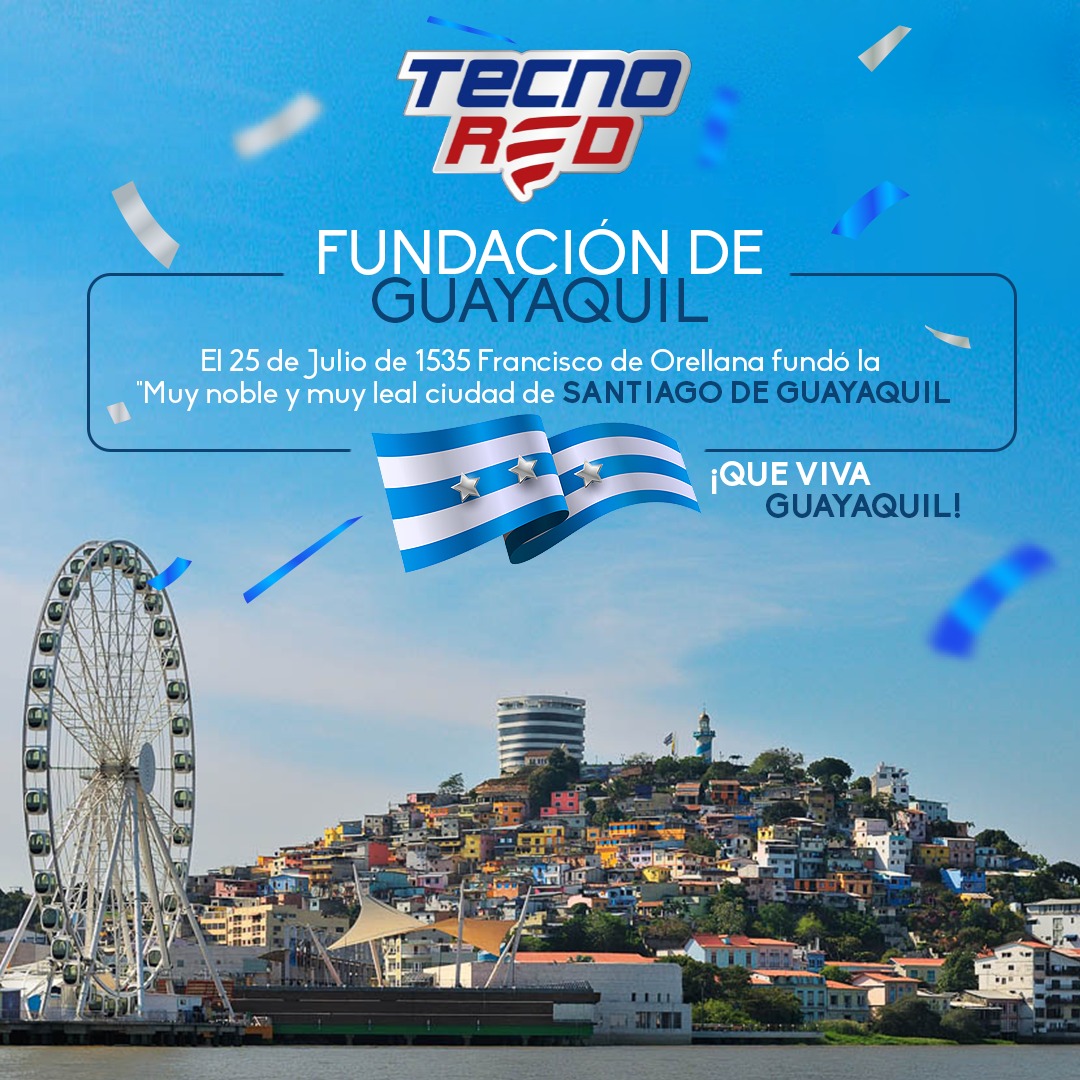 TECNO
RED
FUNDACIÓN DE
GUAYAQUIL
El 25 de Julio de 1535 Francisco de Orellana fundó la
"Muy noble y muy leal ciudad de SANTIAGO DE GUAYAQUIL
¡QUE VIVA
GUAYAQUIL!